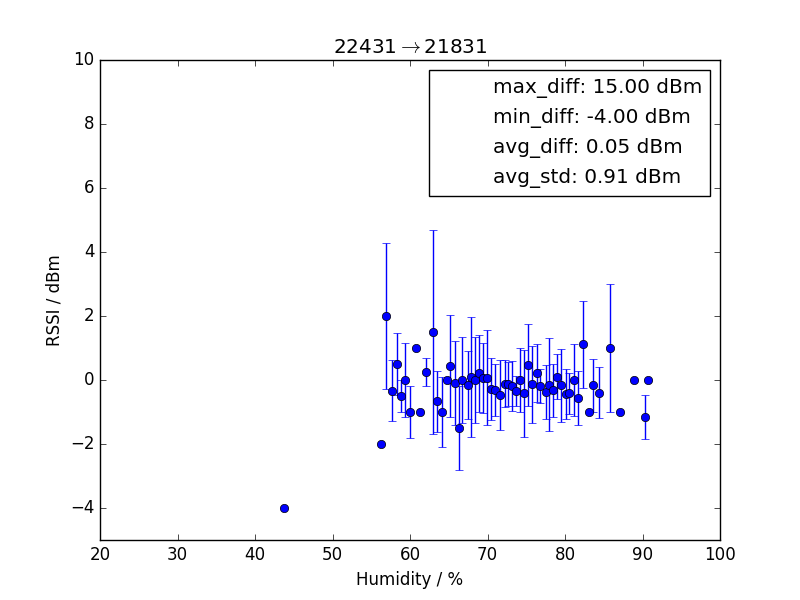 22431→21831
max_diff: 15.00 dBm
min_diff: -4.00 dBm
avg_diff: 0.05 dBm
avg_std: 0.91 dBm
10
8
6
4
2
0
−2
−4
RSSI / dBm
20 30 40 50 60 70 80 90 100
Humidity / %